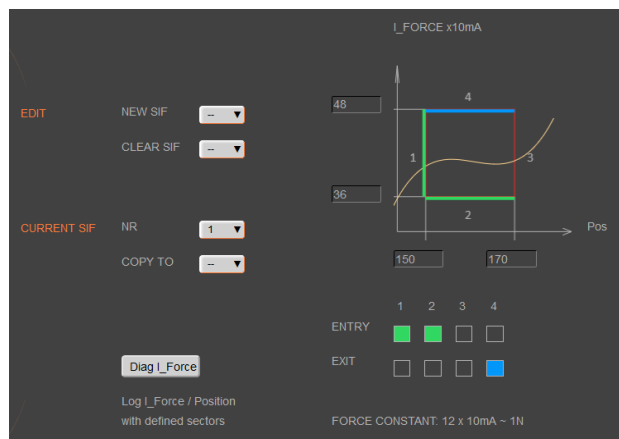 I_FORCE x10mA
48
4
EDIT
NEW SIF
--
CLEAR SIF
--
1
3
36
2
CURRENT SIF
NR
1
Pos
COPY TO
--
150
170
1 2 3 4
ENTRY
EXIT
Diag I_Force
Log I_Force / Position
with defined sectors
FORCE CONSTANT: 12 x 10mA ~ 1N